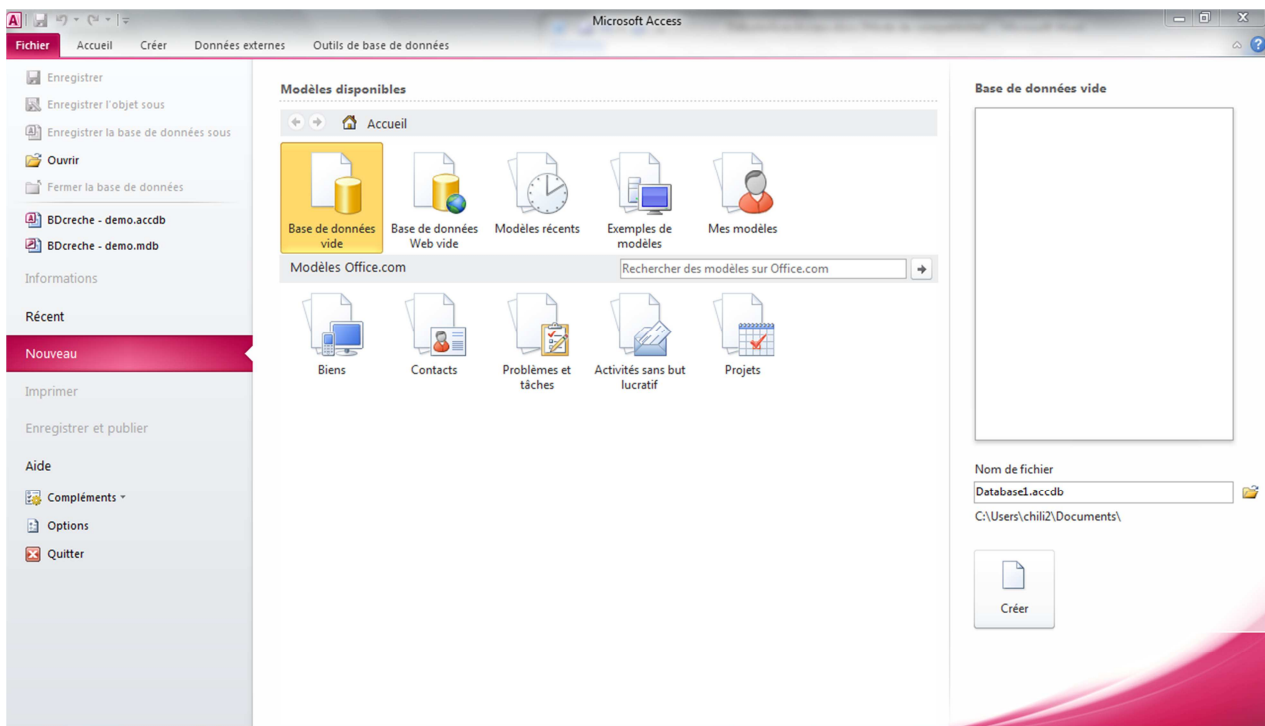 Microsoft Access
Fichier Accueil Créer Données externes Outils de base de données
Enregistrer
Enregistrer l'objet sous
Enregistrer la base de données sous
Ouvrir
Fermer la base de données
BDcreche - demo.accdb
BDcreche - demo.mdb
Informations
Récent
Nouveau
Imprimer
Enregistrer et publier
Aide
Compléments
Options
Quitter
Modèles disponibles
Accueil
Base de données vide
Base de données Web vide
Modèles récents
Exemples de modèles
Mes modèles
Modèles Office.com
Rechercher des modèles sur Office.com
Biens
Contacts
Problèmes et tâches
Activités sans but lucratif
Projets
Base de données vide
Nom de fichier
Database1.accdb
C:\Users\chili2\Documents\
Créer